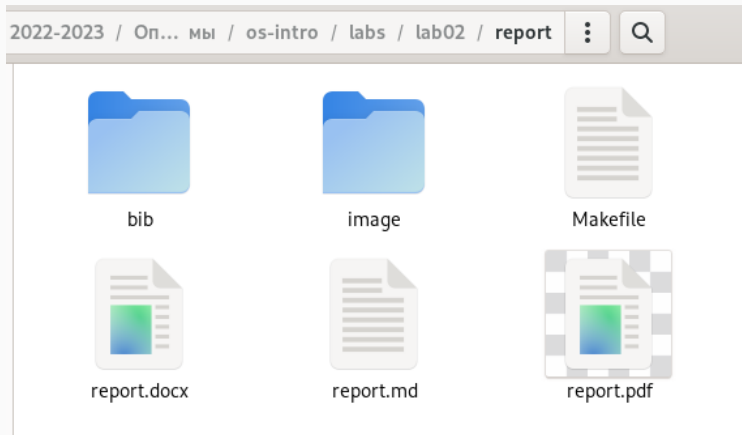 2022-2023 / Оп... мы / os-intro / labs / lab02 / report
bib image Makefile
report.docx report.md report.pdf